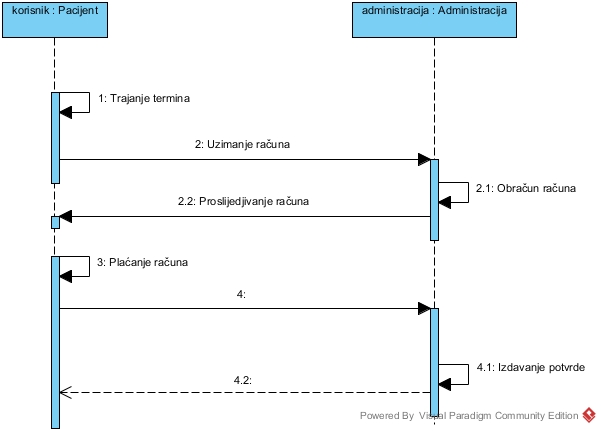 korisnik : Pacijent
administracija : Administracija
1: Trajanje termina
2: Uzimanje računa
2.1: Obračun računa
2.2: Proslijedjivanje računa
3: Plaćanje računa
4:
4.1: Izdavanje potvrde
4.2:
Powered By Visual Paradigm Community Edition